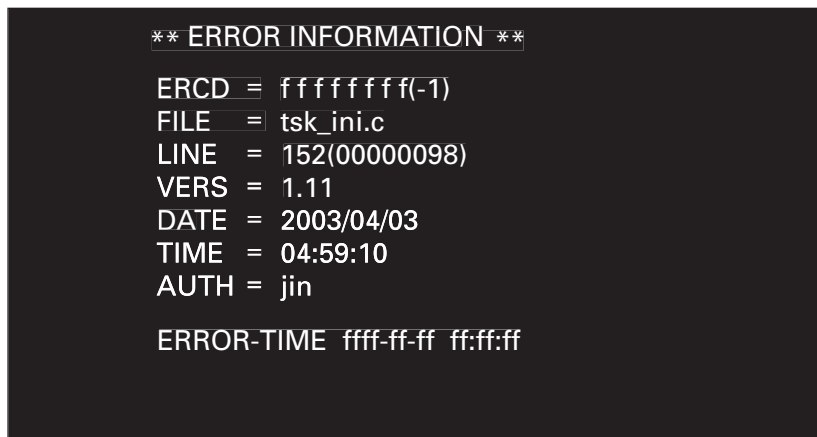 ** ERROR INFORMATION **
ERCD = f f f f f f f f(-1)
FILE = tsk_ini.c
LINE = 152(00000098)
VERS = 1.11
DATE = 2003/04/03
TIME = 04:59:10
AUTH = jin
ERROR-TIME ffff-ff-ff ff:ff:ff